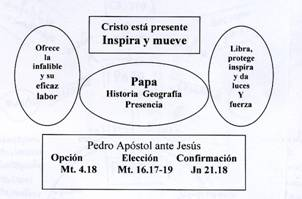 Cristo está presente
Inspira y mueve
Ofrece
la
infalible
y su
eficaz
labor
Papa
Historia Geografía
Presencia
Libra,
protege
inspira
y da
luces
Y
fuerza
Pedro Apóstol ante Jesús
Opción Elección Confirmación
Mt. 4.18 Mt. 16.17-19 Jn 21.18